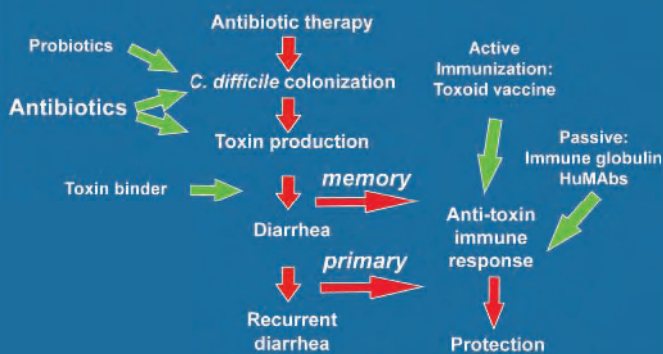 Antibiotic therapy
Probiotics
C. difficile colonization
Antibiotics
Toxin production
Toxin binder
memory
Diarrhea
primary
Recurrent
diarrhea
Active
Immunization:
Toxoid vaccine
Passive:
Immune globulin
HuMAbs
Anti-toxin
immune
response
Protection